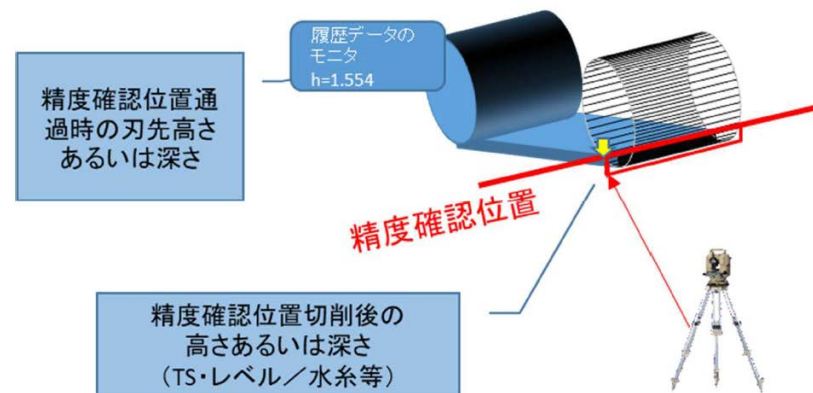 履歴データの
モニタ
h=1.554
精度確認位置通
過時の刃先高さ
あるいは深さ
精度確認位置
精度確認位置切削後の
高さあるいは深さ
（TS・レベル／水糸等）